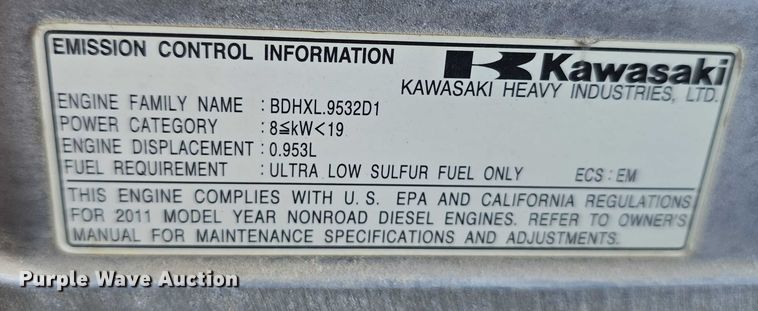 EMISSION CONTROL INFORMATION
Kawasaki
KAWASAKI HEAVY INDUSTRIES, LTD.
ENGINE FAMILY NAME : BDHXL.9532D1
POWER CATEGORY : 8≦kW<19
ENGINE DISPLACEMENT : 0.953L
FUEL REQUIREMENT : ULTRA LOW SULFUR FUEL ONLY ECS : EM
THIS ENGINE COMPLIES WITH U.S. EPA AND CALIFORNIA REGULATIONS
FOR 2011 MODEL YEAR NONROAD DIESEL ENGINES. REFER TO OWNER'S
MANUAL FOR MAINTENANCE SPECIFICATIONS AND ADJUSTMENTS.
Purple Wave Auction